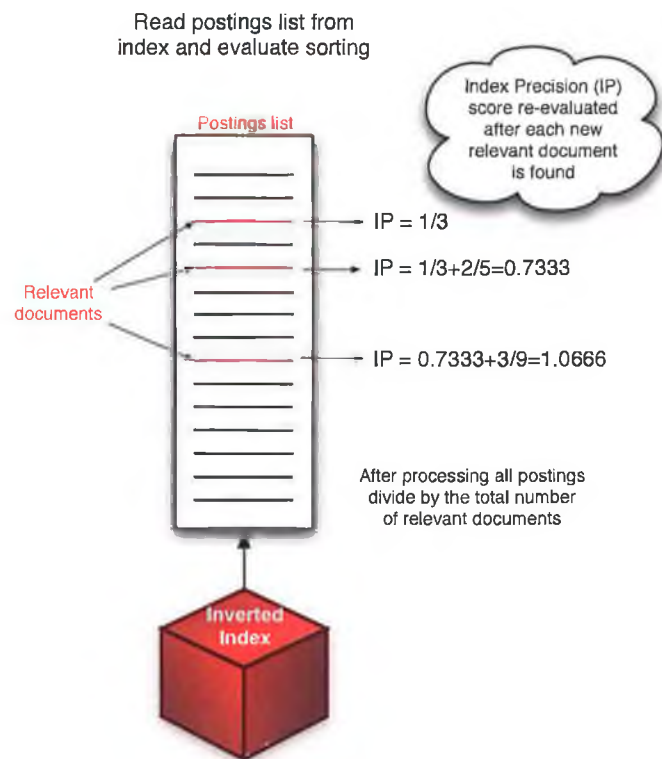 Read postings list from
index and evaluate sorting
Index Precision (IP)
score re-evaluated
after each new
relevant document
is found
Postings list
IP = 1/3
IP = 1/3+2/5=0.7333
Relevant
documents
IP = 0.7333+3/9=1.0666
After processing all postings
divide by the total number
of relevant documents
Inverted
Index